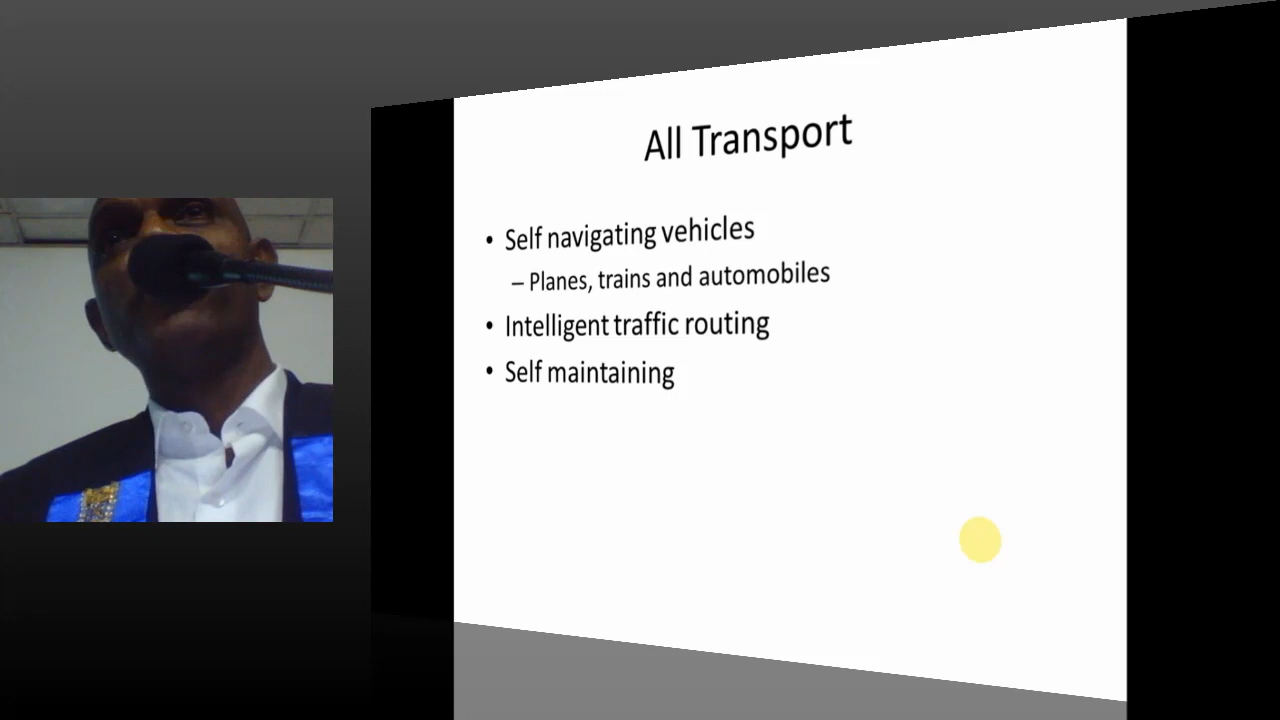 All Transport
• Self navigating vehicles
– Planes, trains and automobiles
• Intelligent traffic routing
• Self maintaining